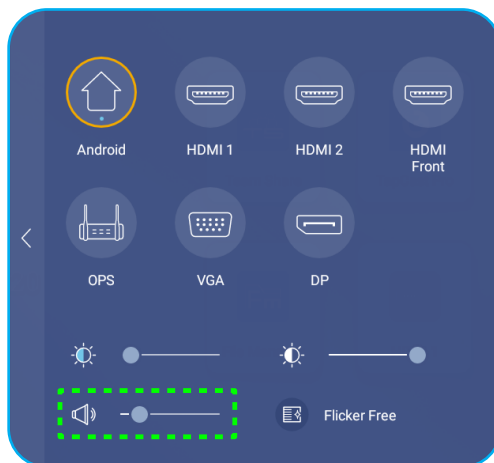 Android
HDMI 1
HDMI 2
HDMI
Front
OPS
VGA
DP
Flicker Free